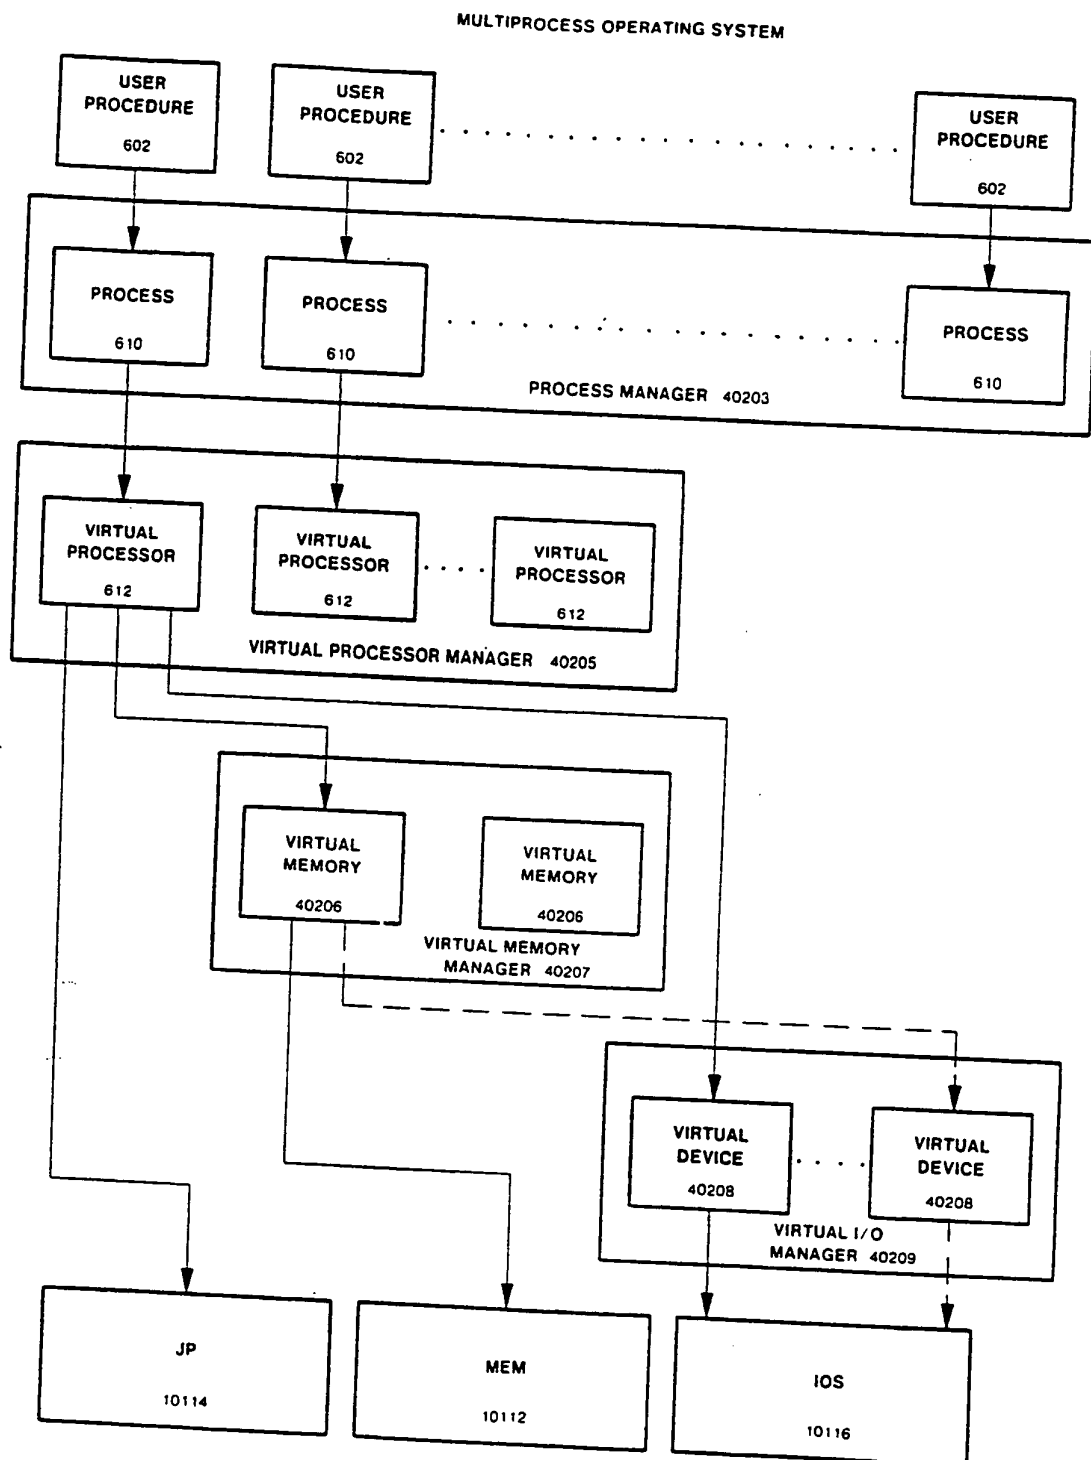 MULTIPROCESS OPERATING SYSTEM
USER
PROCEDURE
602
USER
PROCEDURE
602
USER
PROCEDURE
602
PROCESS
610
PROCESS
610
PROCESS
610
PROCESS MANAGER 40203
VIRTUAL
PROCESSOR
612
VIRTUAL
PROCESSOR
612
VIRTUAL
PROCESSOR
612
VIRTUAL PROCESSOR MANAGER 40205
VIRTUAL
MEMORY
40206
VIRTUAL
MEMORY
40206
VIRTUAL MEMORY
MANAGER 40207
VIRTUAL
DEVICE
40208
VIRTUAL
DEVICE
40208
VIRTUAL I/O
MANAGER 40209
JP
10114
MEM
10112
IOS
10116